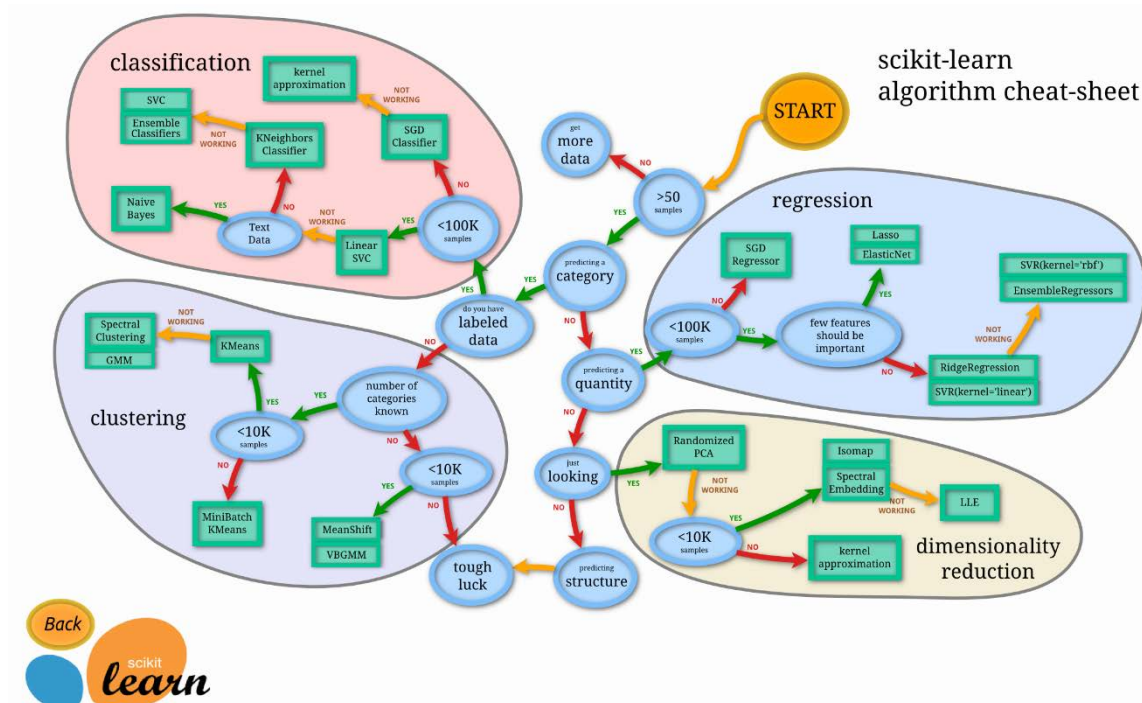 scikit-learn
algorithm cheat-sheet
START
classification
kernel
approximation
NOT
WORKING
SVC
Ensemble
Classifiers
NOT
WORKING
KNeighbors
Classifier
SGD
Classifier
NO
NO
Naive
Bayes
YES
Text
Data
NOT
WORKING
Linear
SVC
YES
<100K
samples
YES
get
more
data
NO
>50
samples
YES
predicting a
category
YES
do you have
labeled
data
NO
NO
predicting a
quantity
YES
NO
just
looking
YES
NO
predicting
structure
tough
luck
regression
SGD
Regressor
NO
<100K
samples
YES
Lasso
ElasticNet
YES
few features
should be
important
NO
SVR(kernel='rbf')
EnsembleRegressors
NOT
WORKING
RidgeRegression
SVR(kernel='linear')
clustering
Spectral
Clustering
GMM
NOT
WORKING
KMeans
YES
<10K
samples
YES
number of
categories
known
NO
NO
MiniBatch
KMeans
<10K
samples
YES
NO
MeanShift
VBGMM
Randomized
PCA
NOT
WORKING
<10K
samples
YES
NO
Isomap
Spectral
Embedding
NOT
WORKING
LLE
kernel
approximation
dimensionality
reduction
Back
scikit
learn